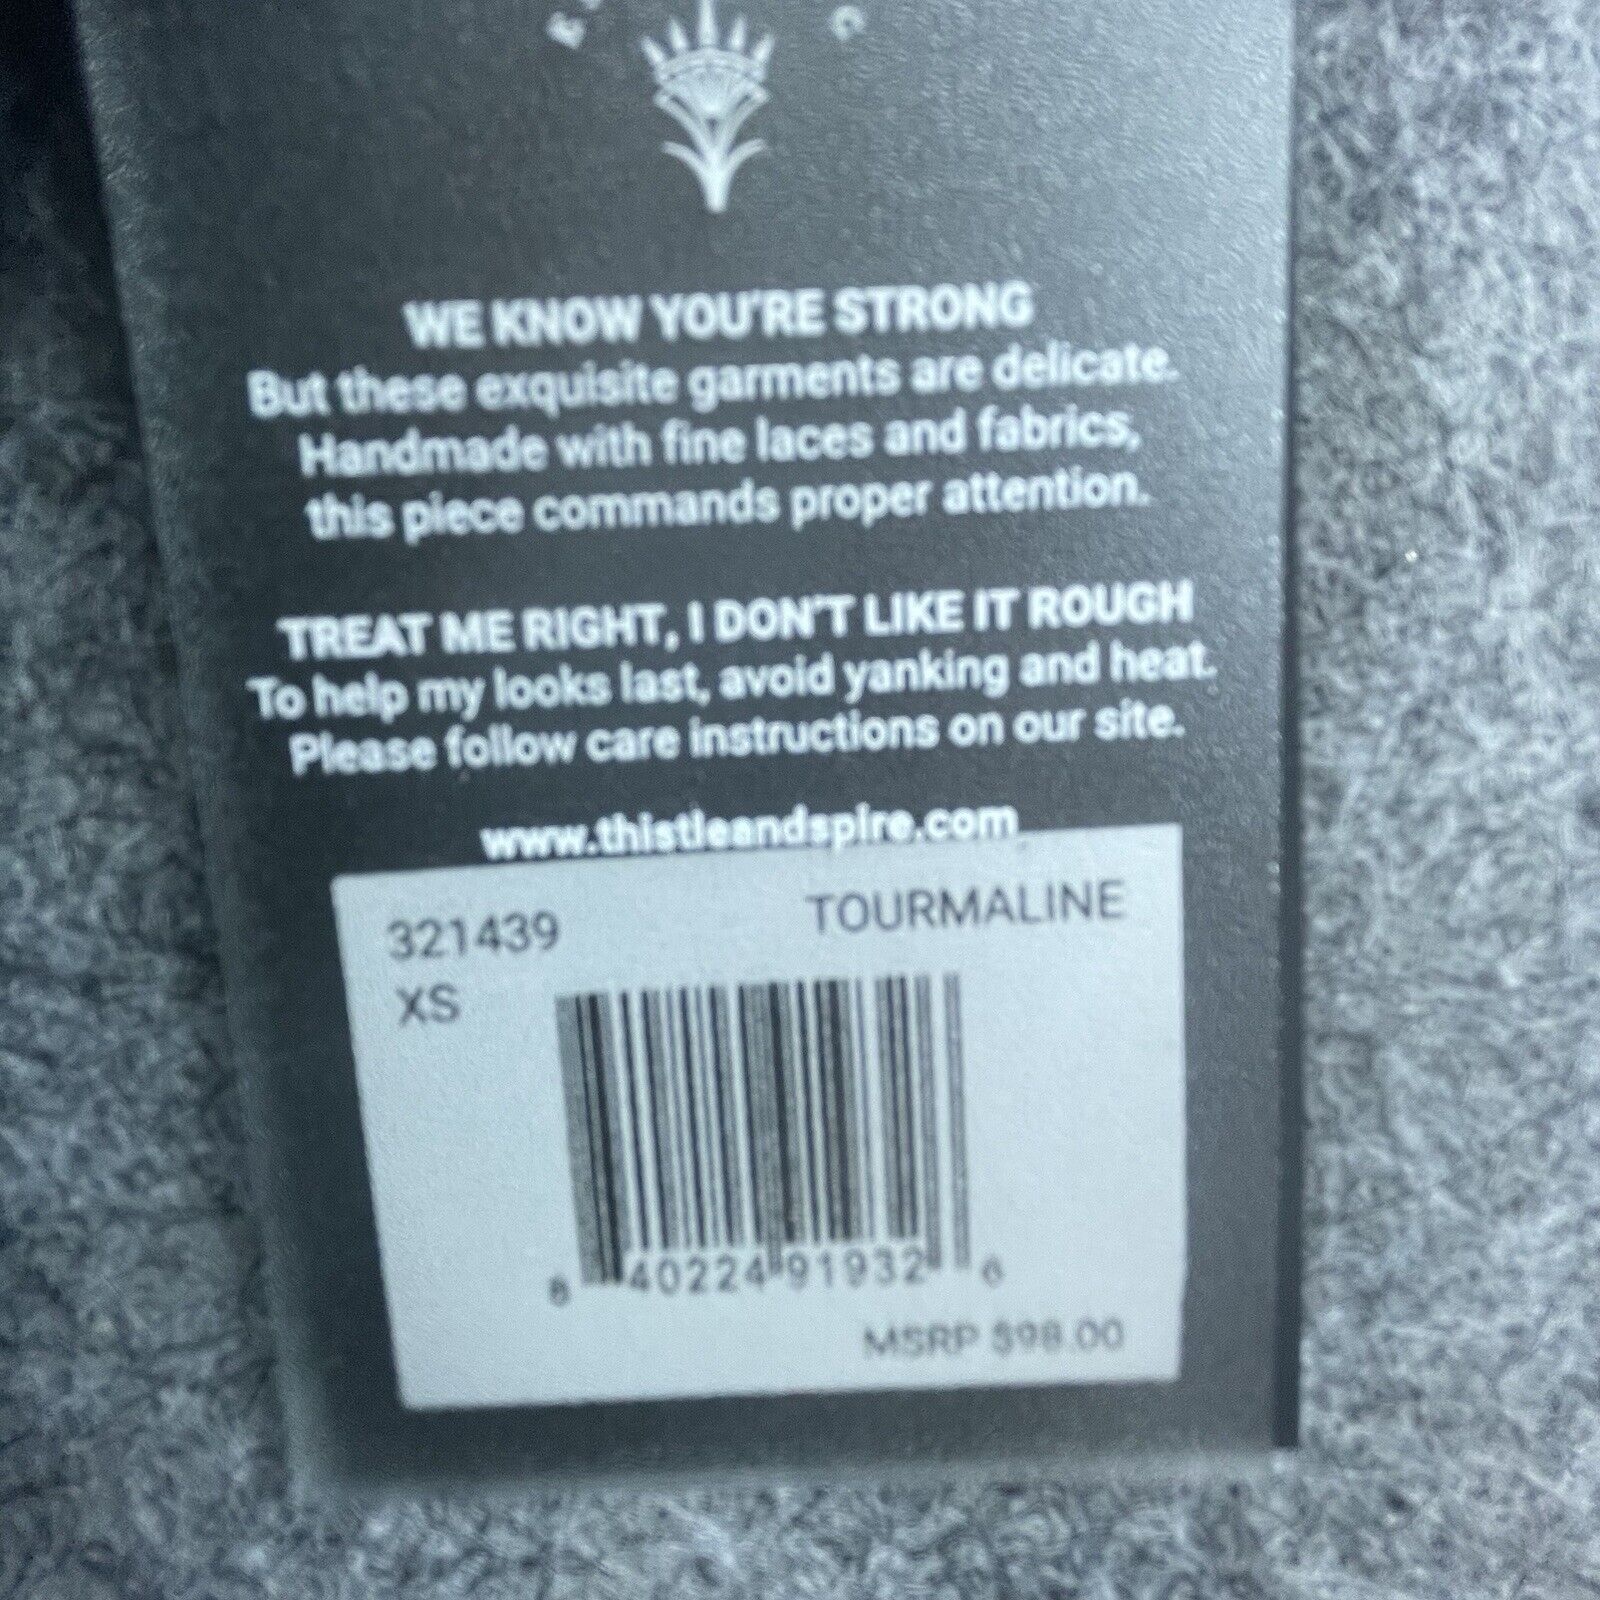 WE KNOW YOU'RE STRONG
But these exquisite garments are delicate.
Handmade with fine laces and fabrics,
this piece commands proper attention.
TREAT ME RIGHT, I DON'T LIKE IT ROUGH
To help my looks last, avoid yanking and heat.
Please follow care instructions on our site.
www.thistleandspire.com
321439 TOURMALINE
XS
8 40224 91932 6
MSRP $98.00